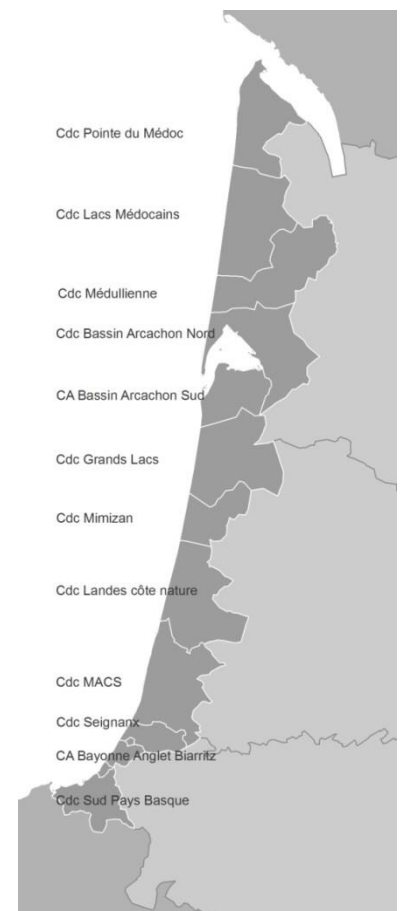 Cdc Pointe du Médoc
Cdc Lacs Médocains
Cdc Médullienne
Cdc Bassin Arcachon Nord
CA Bassin Arcachon Sud
Cdc Grands Lacs
Cdc Mimizan
Cdc Landes côte nature
Cdc MACS
Cdc Seignanx
CA Bayonne Anglet Biarritz
Cdc Sud Pays Basque